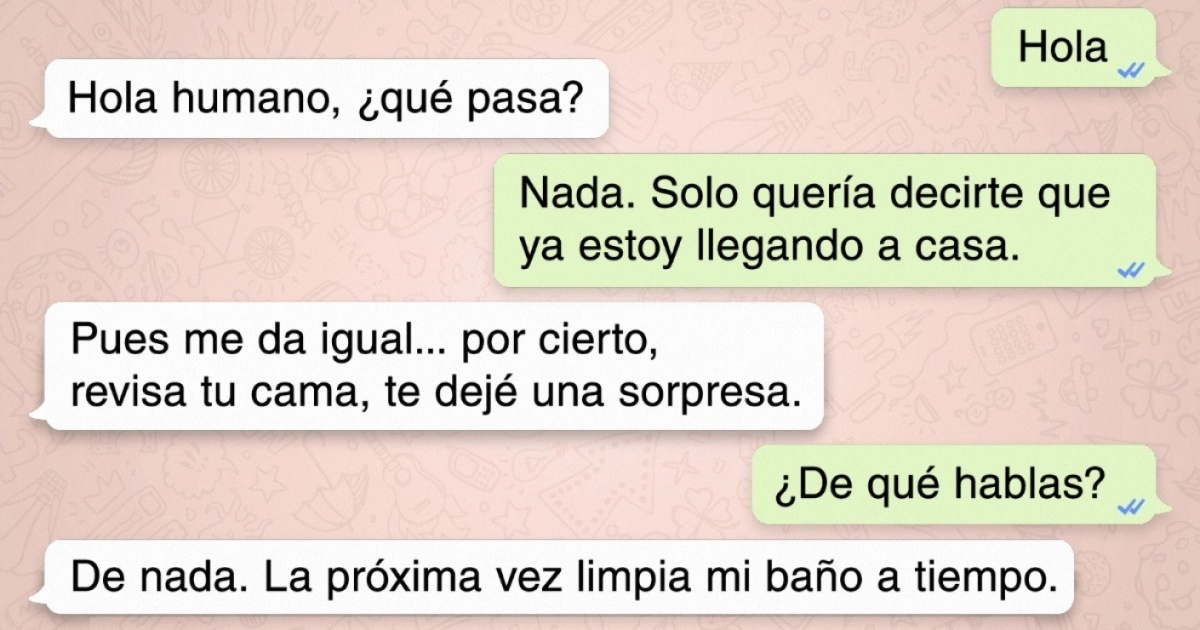 Hola
Hola humano, ¿qué pasa?
Nada. Solo quería decirte que
ya estoy llegando a casa.
Pues me da igual... por cierto,
revisa tu cama, te dejé una sorpresa.
¿De qué hablas?
De nada. La próxima vez limpia mi baño a tiempo.